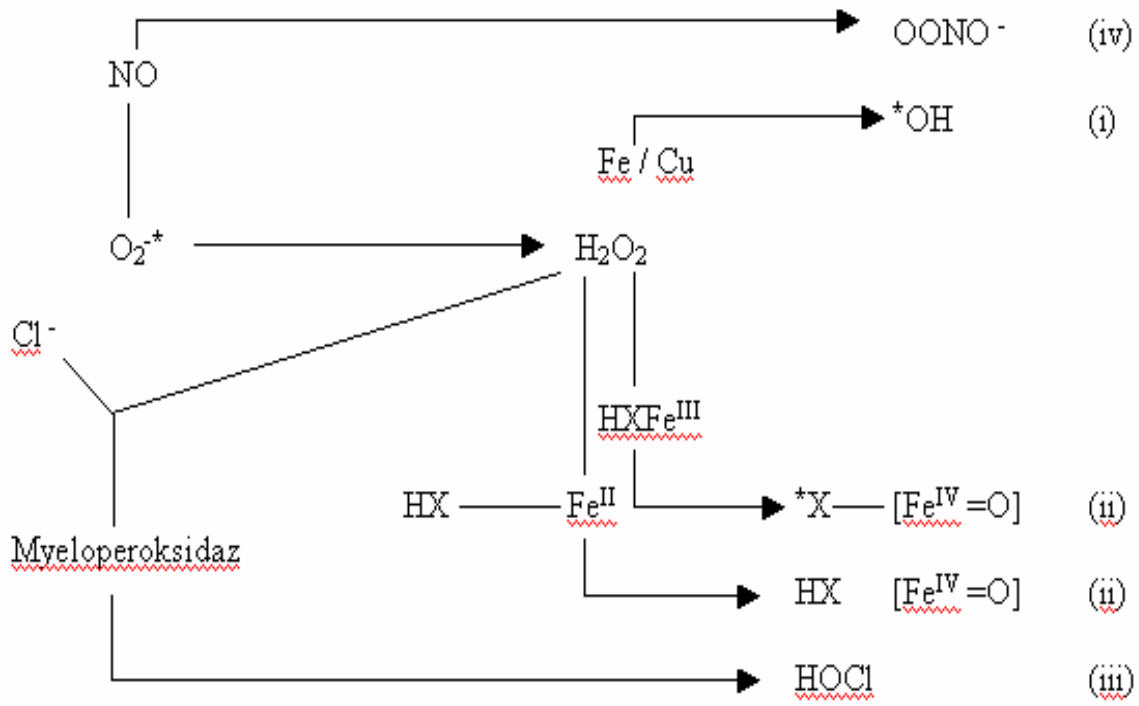 OONO⁻ (iv)
NO
*OH (i)
Fe / Cu
O₂⁻* H₂O₂
Cl⁻
HXFeᴵᴵᴵ
HX Feᴵᴵ *X [Feᴵⱽ=O] (ii)
Myeloperoksidaz
HX [Feᴵⱽ=O] (ii)
HOCl (iii)